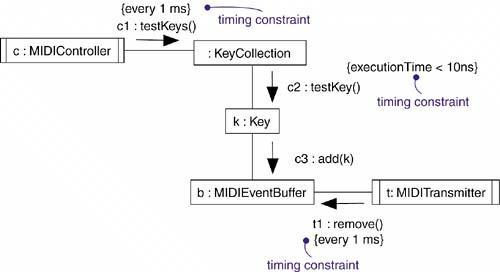 {every 1 ms}
timing constraint
c1 : testKeys()
c : MIDIController
: KeyCollection
c2 : testKey()
{executionTime < 10ns}
timing constraint
k : Key
c3 : add(k)
b : MIDIEventBuffer
t: MIDITransmitter
t1 : remove()
{every 1 ms}
timing constraint